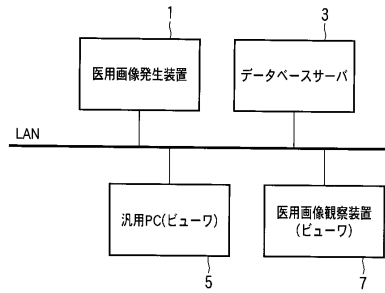 1
3
医用画像発生装置
データベースサーバ
LAN
汎用PC(ビューワ)
医用画像観察装置
(ビューワ)
5
7